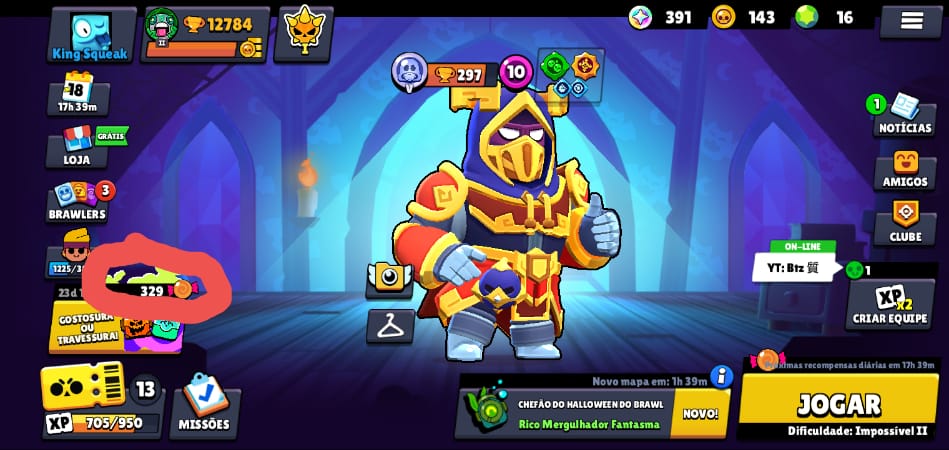 King Squeak
II
12784
391
143
16
297
10
18
17h 39m
LOJA
GRÁTIS
BRAWLERS
3
329
GOSTOSURA
OU
TRAVESSURA!
13
XP
705/950
MISSÕES
1
NOTÍCIAS
AMIGOS
CLUBE
ON-LINE
YT: Btz 質
1
XP
X2
CRIAR EQUIPE
Novo mapa em: 1h 39m
i
CHEFÃO DO HALLOWEEN DO BRAWL
Rico Mergulhador Fantasma
NOVO!
recompensas diárias em 17h 39m
JOGAR
Dificuldade: Impossível II